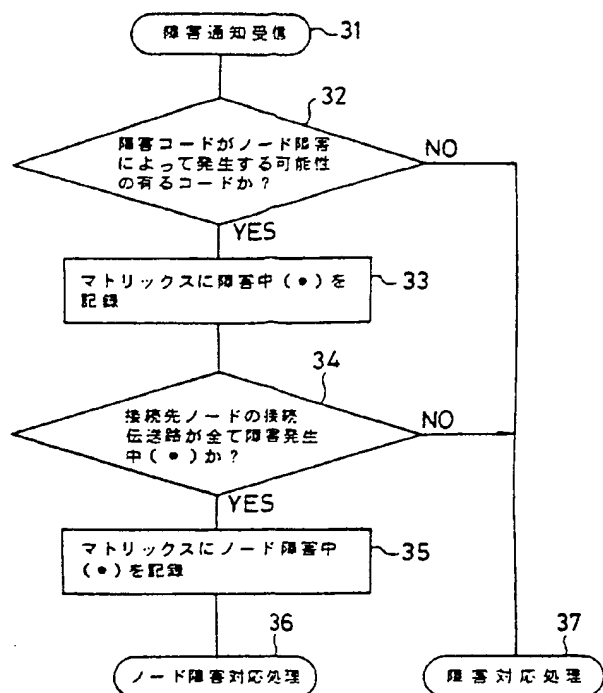 障害通知受信
31
32
障害コードがノード障害
によって発生する可能性
の有るコードか?
NO
YES
マトリックスに障害中(●)を
記録
33
34
接続先ノードの接続
伝送路が全て障害発生
中(●)か?
NO
YES
マトリックスにノード障害中
(●)を記録
35
36
ノード障害対応処理
37
障害対応処理